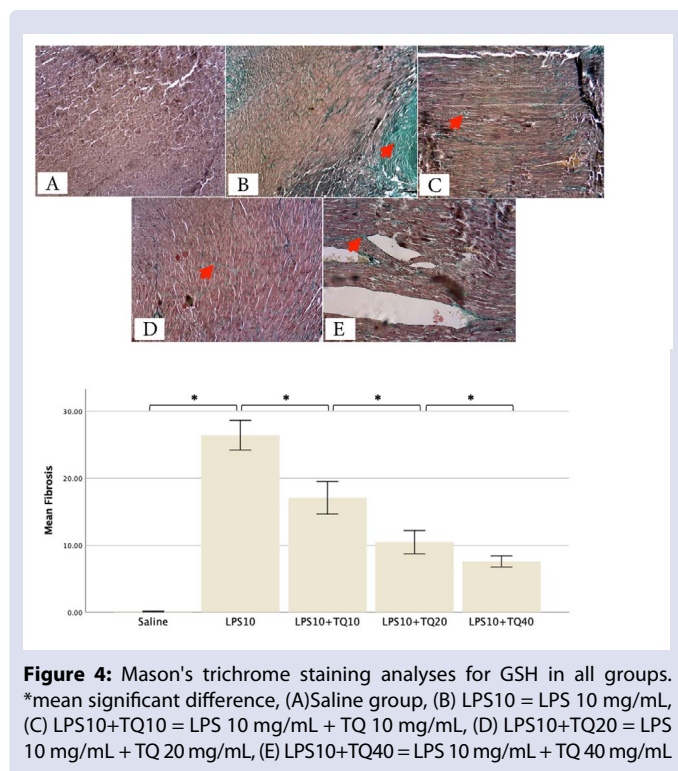 A
B
C
D
E
* * * *
30.00
20.00
10.00
0.00
Mean Fibrosis
Saline LPS10 LPS10+TQ10 LPS10+TQ20 LPS10+TQ40
Figure 4: Mason's trichrome staining analyses for GSH in all groups.
*mean significant difference, (A)Saline group, (B) LPS10 = LPS 10 mg/mL,
(C) LPS10+TQ10 = LPS 10 mg/mL + TQ 10 mg/mL, (D) LPS10+TQ20 = LPS
10 mg/mL + TQ 20 mg/mL, (E) LPS10+TQ40 = LPS 10 mg/mL + TQ 40 mg/mL